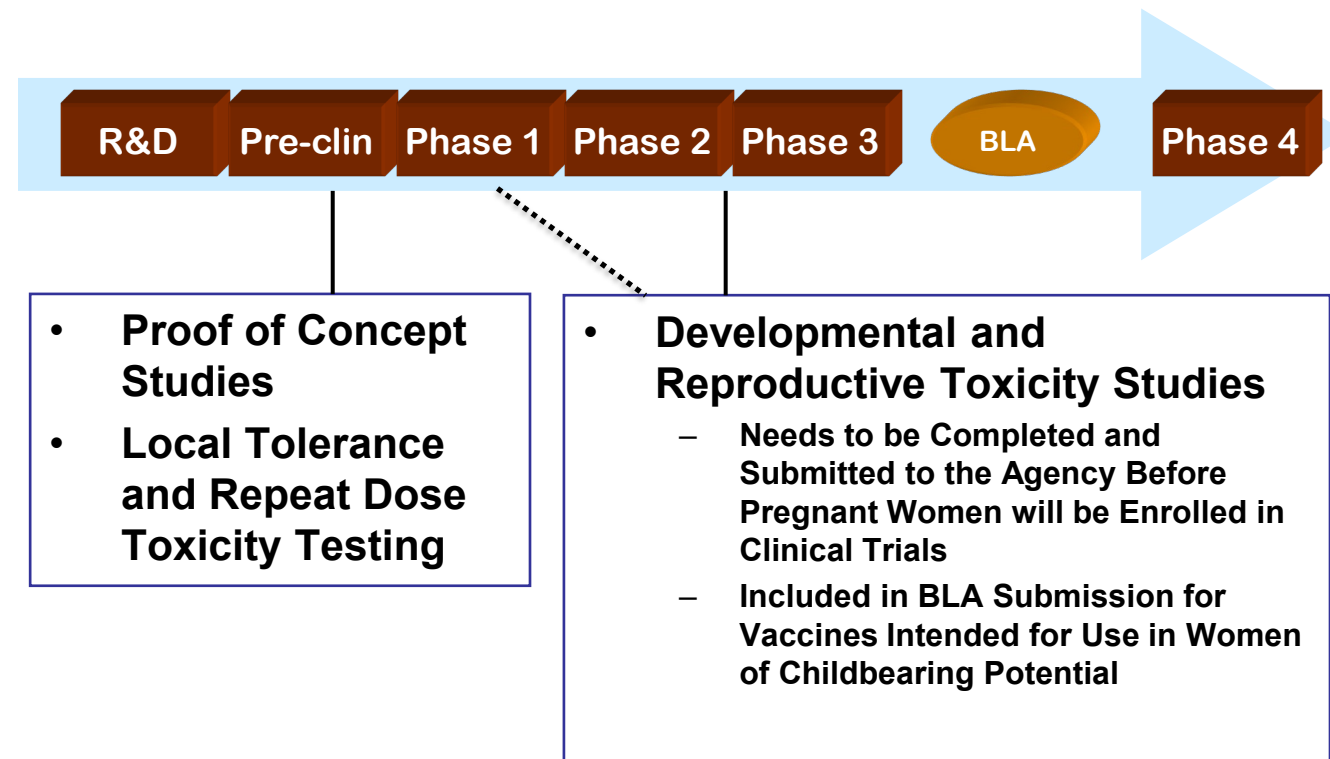 R&D
Pre-clin
Phase 1
Phase 2
Phase 3
BLA
Phase 4
• Proof of Concept
Studies
• Local Tolerance
and Repeat Dose
Toxicity Testing
• Developmental and
Reproductive Toxicity Studies
– Needs to be Completed and
Submitted to the Agency Before
Pregnant Women will be Enrolled in
Clinical Trials
– Included in BLA Submission for
Vaccines Intended for Use in Women
of Childbearing Potential